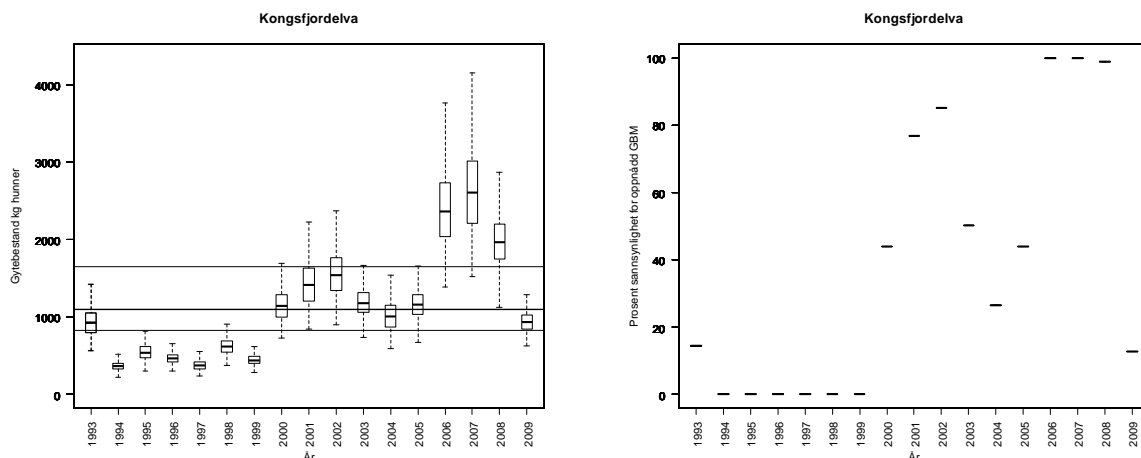 Kongsfjordelva
Gytebestand kg hunner
4000
3000
2000
1000
0
1993 1994 1995 1996 1997 1998 1999 2000 2001 2002 2003 2004 2005 2006 2007 2008 2009
År
Kongsfjordelva
Prosent sannsynlighet for oppnådd GBM
100
80
60
40
20
0
1993 1994 1995 1996 1997 1998 1999 2000 2001 2002 2003 2004 2005 2006 2007 2008 2009
År